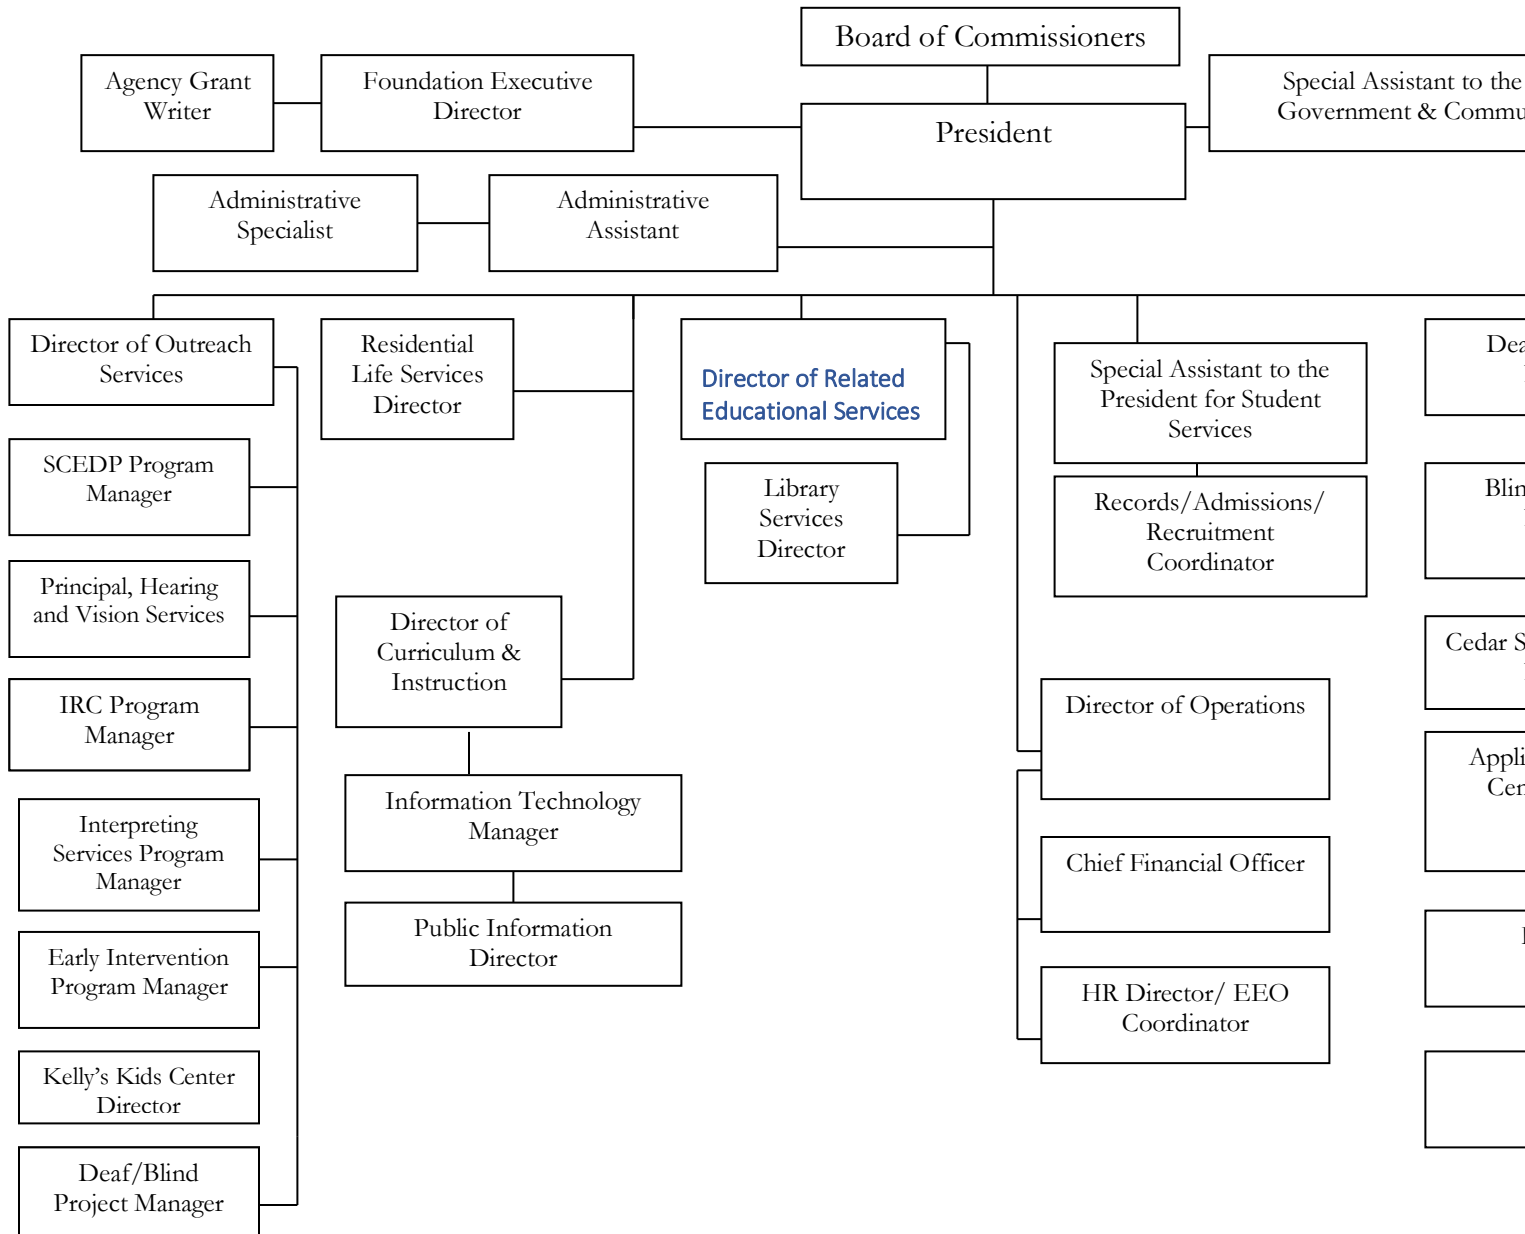 Board of Commissioners
Agency Grant
Writer
Foundation Executive
Director
President
Special Assistant to the
Government &
Administrative
Specialist
Administrative
Assistant
Director of Outreach
Services
SCEDP Program
Manager
Principal, Hearing
and Vision Services
IRC Program
Manager
Interpreting
Services Program
Manager
Early Intervention
Program Manager
Kelly's Kids Center
Director
Deaf/Blind
Project Manager
Residential
Life Services
Director
Director of
Curriculum &
Instruction
Information Technology
Manager
Public Information
Director
Director of Related
Educational Services
Library
Services
Director
Special Assistant to the
President for Student
Services
Records/Admissions/
Recruitment
Coordinator
Director of Operations
Chief Financial Officer
HR Director/ EEO
Coordinator
Cedar